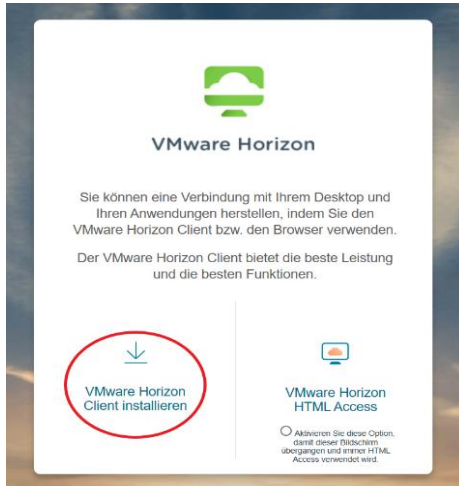 VMware Horizon
Sie können eine Verbindung mit Ihrem Desktop und
Ihren Anwendungen herstellen, indem Sie den
VMware Horizon Client bzw. den Browser verwenden.
Der VMware Horizon Client bietet die beste Leistung
und die besten Funktionen.
VMware Horizon
Client installieren
VMware Horizon
HTML Access
Aktivieren Sie diese Option,
damit dieser Bildschirm
übergangen und immer HTML
Access verwendet wird.